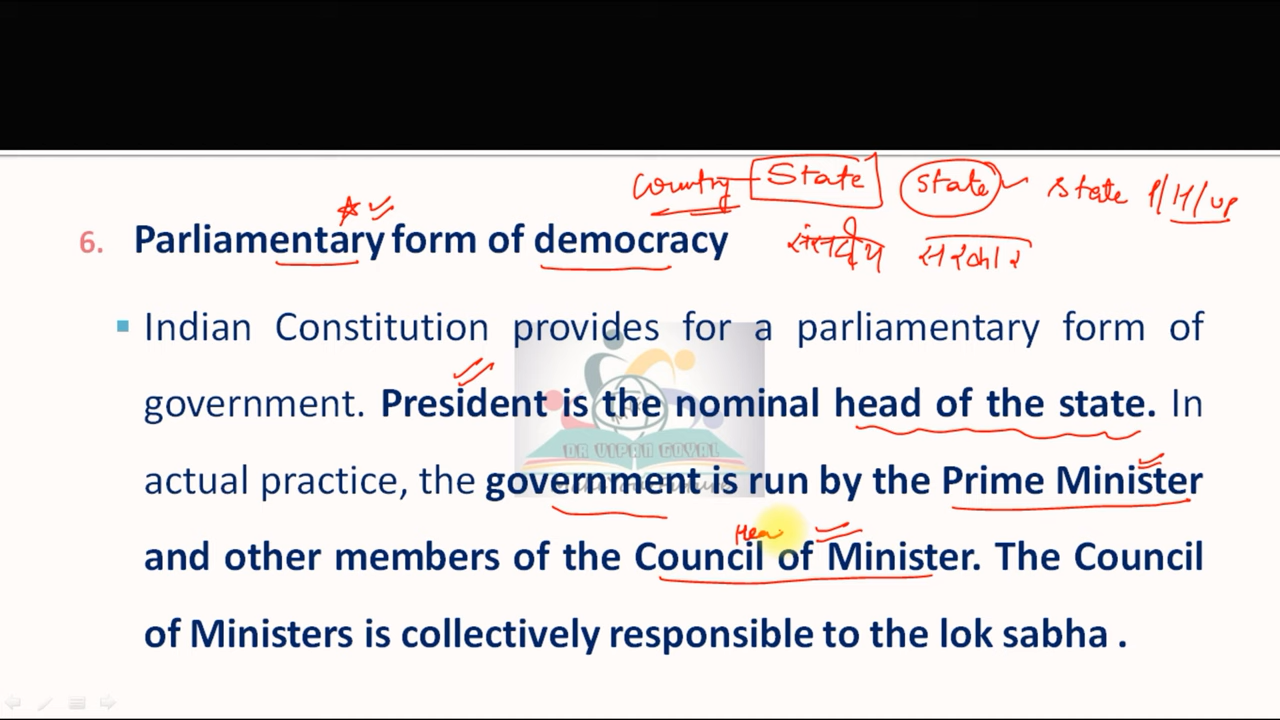 Country State State State P/H/UP
6. Parliamentary form of democracy
संसदीय सरकार
Indian Constitution provides for a parliamentary form of
government. President is the nominal head of the state. In
actual practice, the government is run by the Prime Minister
Hea
and other members of the Council of Minister. The Council
of Ministers is collectively responsible to the lok sabha .
DR VIPAN GOYAL